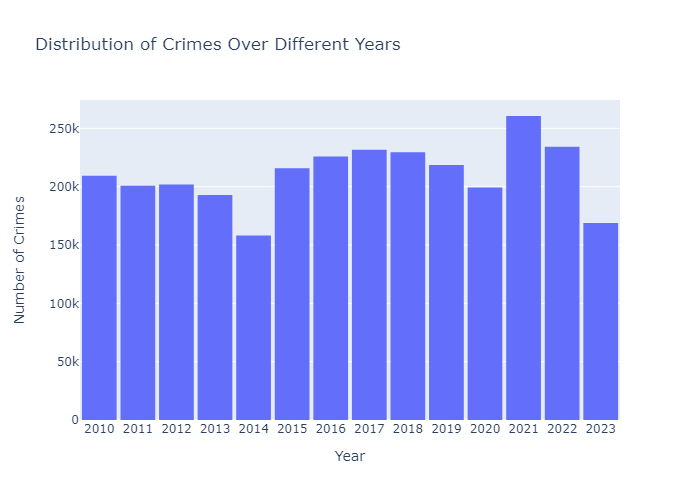 Distribution of Crimes Over Different Years
250k
200k
150k
100k
50k
0
Number of Crimes
2010 2011 2012 2013 2014 2015 2016 2017 2018 2019 2020 2021 2022 2023
Year